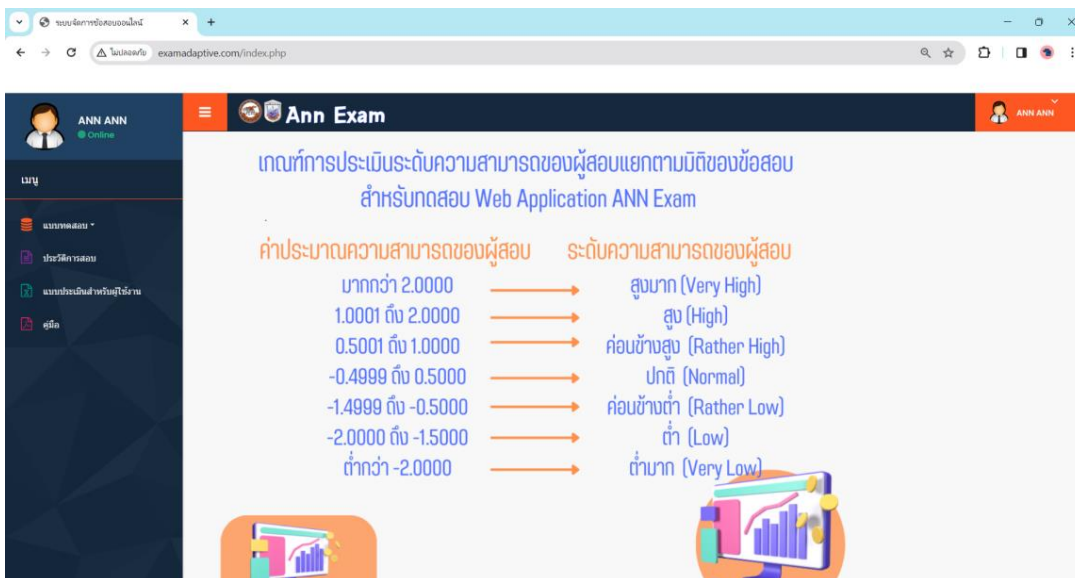 ระบบจัดการข้อสอบออนไลน์
ไม่ปลอดภัย examadaptive.com/index.php
ANN ANN
Online
Ann Exam
ANN ANN
เมนู
แบบทดสอบ
ประวัติการสอบ
แบบประเมินสำหรับผู้ใช้งาน
คู่มือ
เกณฑ์การประเมินระดับความสามารถของผู้สอบแยกตามมิติของข้อสอบ
สำหรับทดสอบ Web Application ANN Exam
ค่าประมาณความสามารถของผู้สอบ ระดับความสามารถของผู้สอบ
มากกว่า 2.0000 สูงมาก (Very High)
1.0001 ถึง 2.0000 สูง (High)
0.5001 ถึง 1.0000 ค่อนข้างสูง (Rather High)
-0.4999 ถึง 0.5000 ปกติ (Normal)
-1.4999 ถึง -0.5000 ค่อนข้างต่ำ (Rather Low)
-2.0000 ถึง -1.5000 ต่ำ (Low)
ต่ำกว่า -2.0000 ต่ำมาก (Very Low)